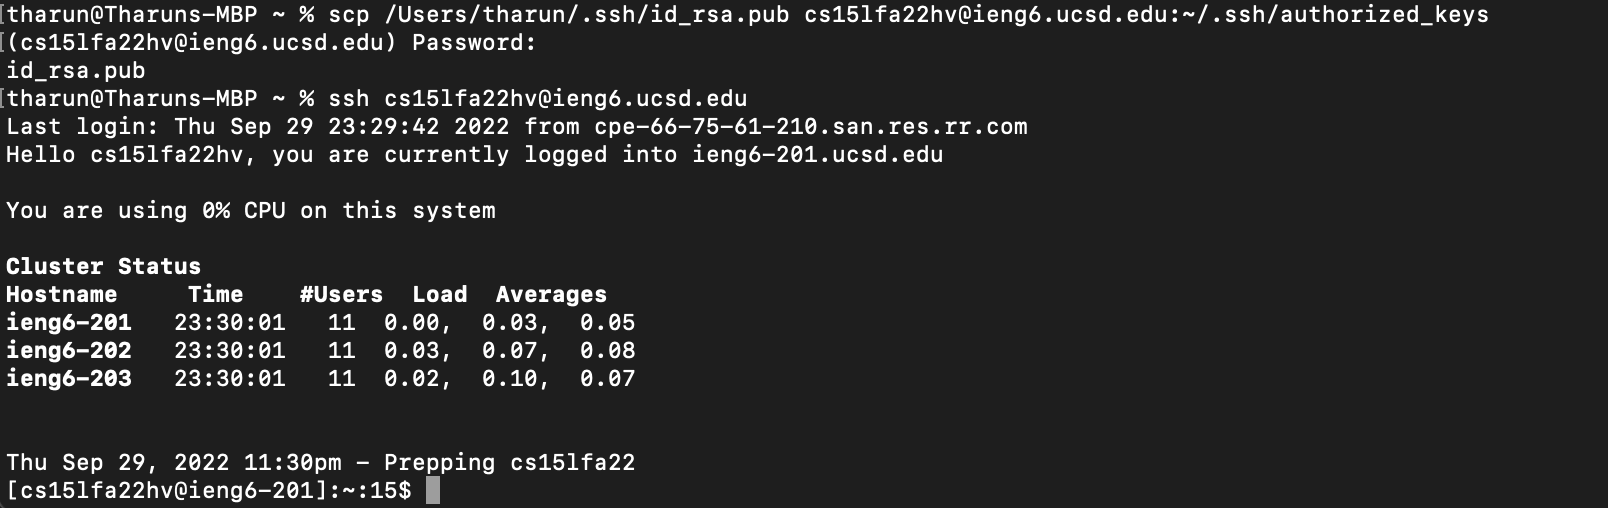 [tharun@Tharuns-MBP ~ % scp /Users/tharun/.ssh/id_rsa.pub cs15lfa22hv@ieng6.ucsd.edu:~/.ssh/authorized_keys
[(cs15lfa22hv@ieng6.ucsd.edu) Password:
id_rsa.pub
[tharun@Tharuns-MBP ~ % ssh cs15lfa22hv@ieng6.ucsd.edu
Last login: Thu Sep 29 23:29:42 2022 from cpe-66-75-61-210.san.res.rr.com
Hello cs15lfa22hv, you are currently logged into ieng6-201.ucsd.edu
You are using 0% CPU on this system
Cluster Status
Hostname     Time    #Users  Load  Averages
ieng6-201   23:30:01   11  0.00,  0.03,  0.05
ieng6-202   23:30:01   11  0.03,  0.07,  0.08
ieng6-203   23:30:01   11  0.02,  0.10,  0.07
Thu Sep 29, 2022 11:30pm - Prepping cs15lfa22
[cs15lfa22hv@ieng6-201]:~:15$